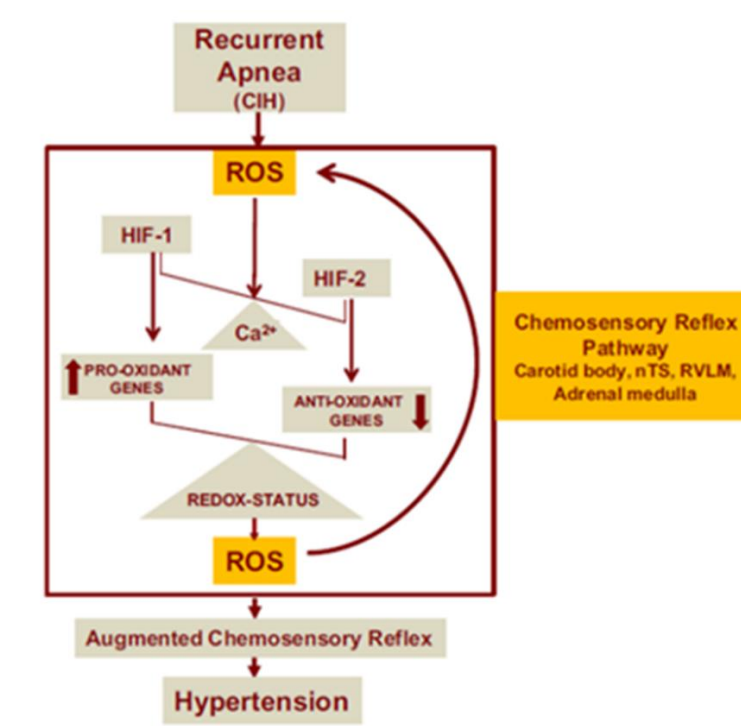 Recurrent
Apnea
(CIH)
ROS
HIF-1
HIF-2
Ca²⁺
PRO-OXIDANT
GENES
ANTI-OXIDANT
GENES
REDOX-STATUS
ROS
Chemosensory Reflex
Pathway
Carotid body, nTS, RVLM,
Adrenal medulla
Augmented Chemosensory Reflex
Hypertension